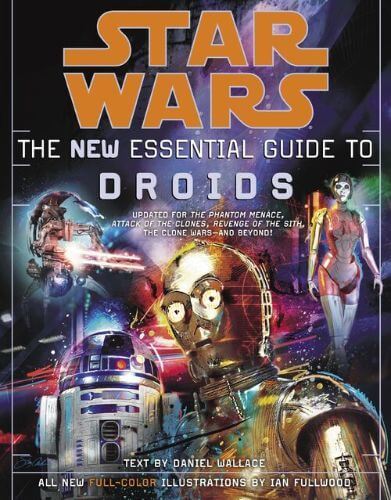 STAR
WARS
THE NEW ESSENTIAL GUIDE TO
DROIDS
UPDATED FOR THE PHANTOM MENACE,
ATTACK OF THE CLONES, REVENGE OF THE SITH,
THE CLONE WARS—AND BEYOND!
TEXT BY DANIEL WALLACE
ALL NEW FULL-COLOR ILLUSTRATIONS BY IAN FULLWOOD